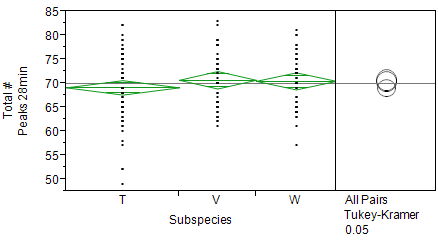 85
80
75
70
65
60
55
50
Total #
Peaks 28min
T V W
Subspecies
All Pairs
Tukey-Kramer
0.05